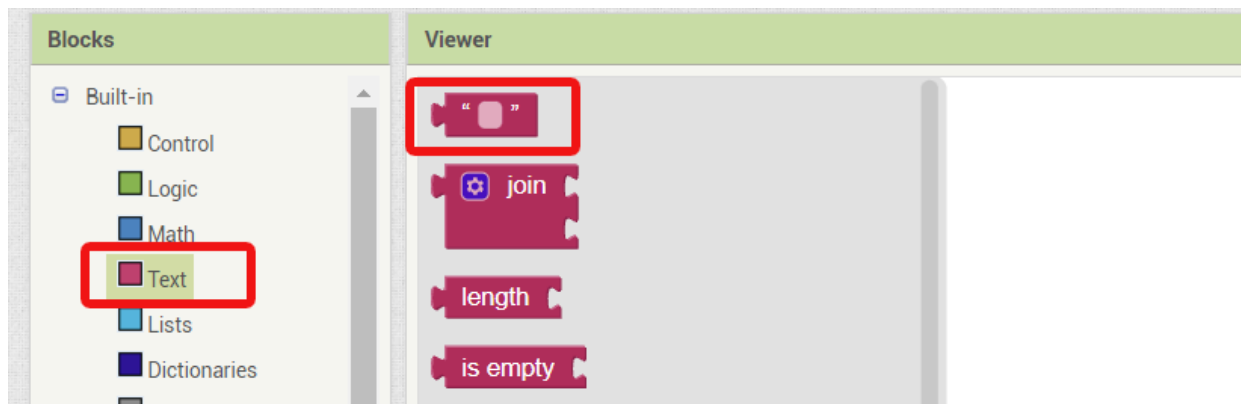 Blocks
Built-in
Control
Logic
Math
Text
Lists
Dictionaries
Viewer
“ ”
join
length
is empty